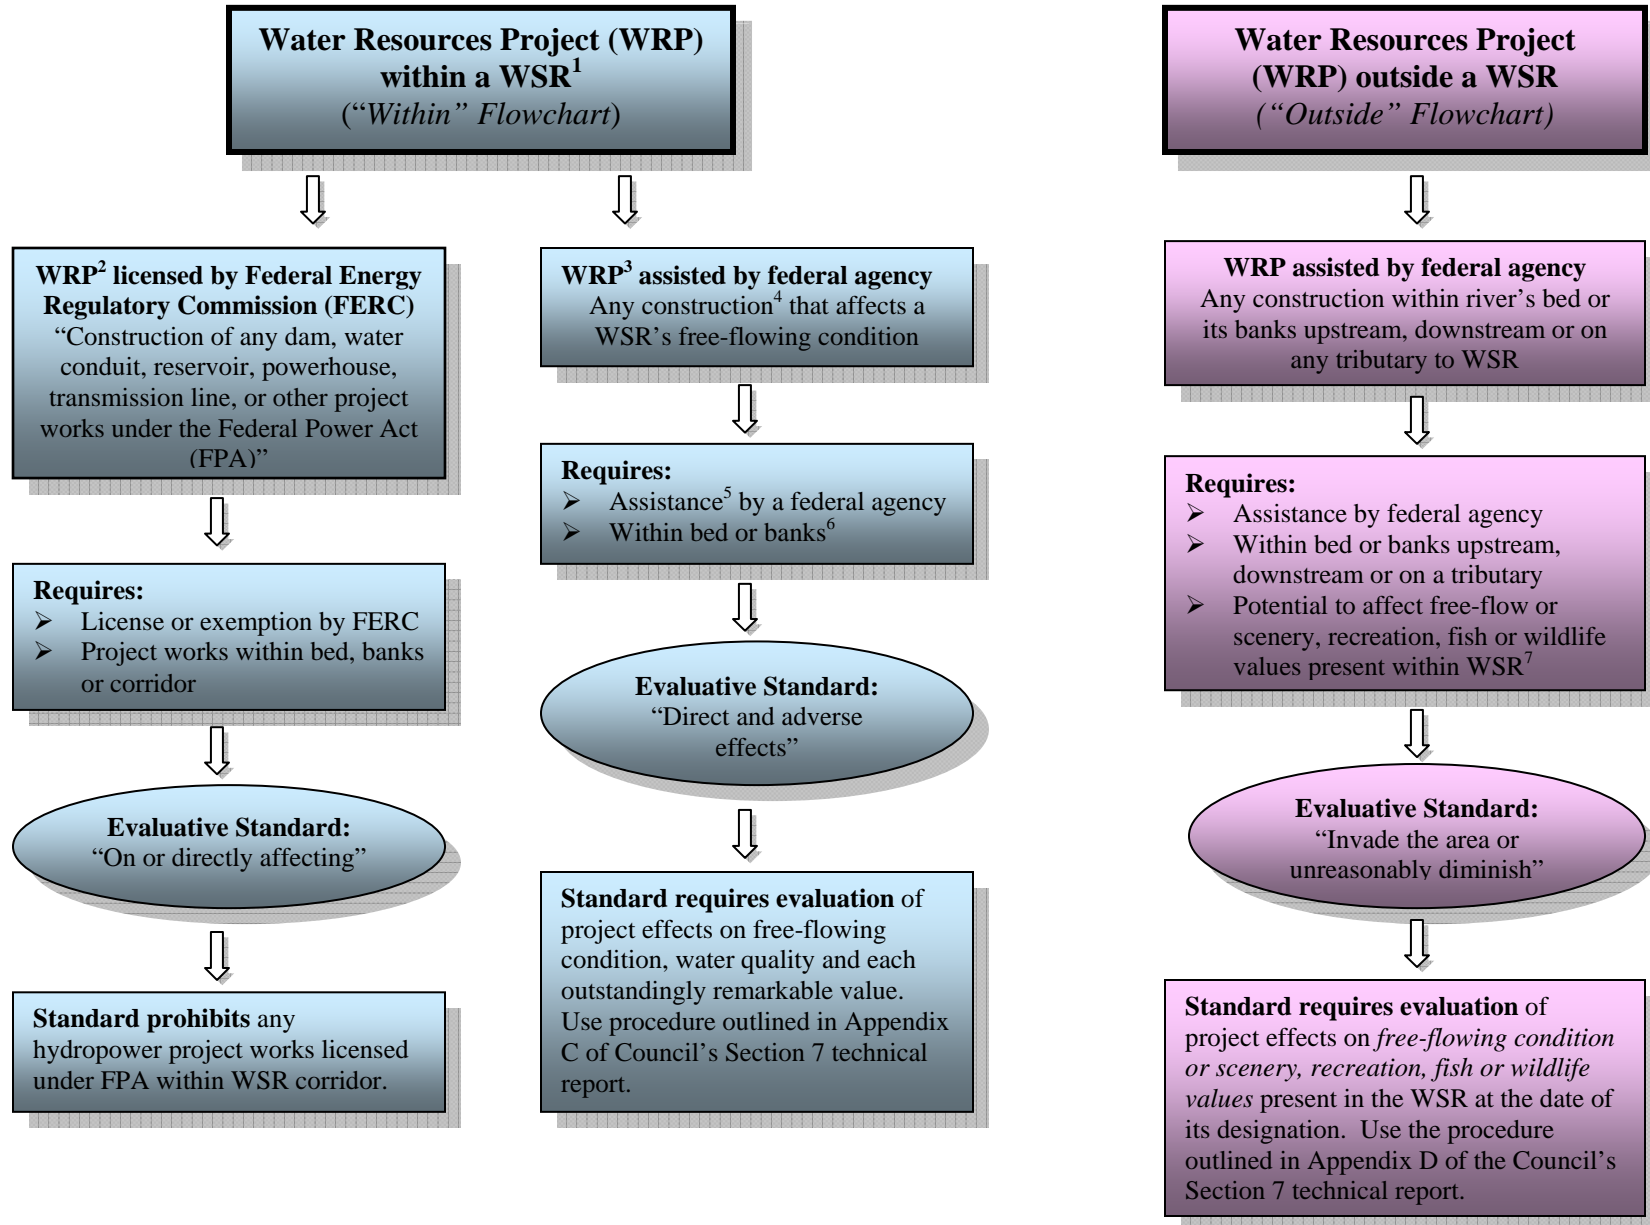 Water Resources Project (WRP)
within a WSR1
(“Within” Flowchart)
WRP2 licensed by Federal Energy
Regulatory Commission (FERC)
“Construction of any dam, water
conduit, reservoir, powerhouse,
transmission line, or other project
works under the Federal Power Act
(FPA)”
Requires:
➢ License or exemption by FERC
➢ Project works within bed, banks
or corridor
Evaluative Standard:
“On or directly affecting”
Standard prohibits any
hydropower project works licensed
under FPA within WSR corridor.
WRP3 assisted by federal agency
Any construction4 that affects a
WSR’s free-flowing condition
Requires:
➢ Assistance5 by a federal agency
➢ Within bed or banks6
Evaluative Standard:
“Direct and adverse
effects”
Standard requires evaluation of
project effects on free-flowing
condition, water quality and each
outstandingly remarkable value.
Use procedure outlined in Appendix
C of Council’s Section 7 technical
report.
Water Resources Project
(WRP) outside a WSR
(“Outside” Flowchart)
WRP assisted by federal agency
Any construction within river’s bed or
its banks upstream, downstream or on
any tributary to WSR
Requires:
➢ Assistance by federal agency
➢ Within bed or banks upstream,
downstream or on a tributary
➢ Potential to affect free-flow or
scenery, recreation, fish or wildlife
values present within WSR7
Evaluative Standard:
“Invade the area or
unreasonably diminish”
Standard requires evaluation of
project effects on free-flowing condition
or scenery, recreation, fish or wildlife
values present in the WSR at the date of
its designation.  Use the procedure
outlined in Appendix D of the Council’s
Section 7 technical report.